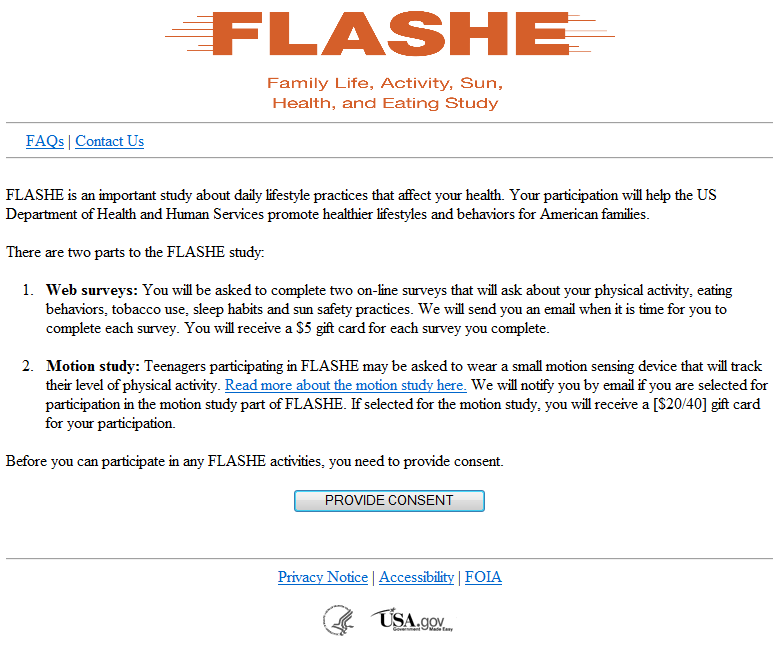 FLASHE
Family Life, Activity, Sun,
Health, and Eating Study
FAQs | Contact Us
FLASHE is an important study about daily lifestyle practices that affect your health. Your participation will help the US
Department of Health and Human Services promote healthier lifestyles and behaviors for American families.
There are two parts to the FLASHE study:
1. Web surveys: You will be asked to complete two on-line surveys that will ask about your physical activity, eating
behaviors, tobacco use, sleep habits and sun safety practices. We will send you an email when it is time for you to
complete each survey. You will receive a $5 gift card for each survey you complete.
2. Motion study: Teenagers participating in FLASHE may be asked to wear a small motion sensing device that will track
their level of physical activity. Read more about the motion study here. We will notify you by email if you are selected for
participation in the motion study part of FLASHE. If selected for the motion study, you will receive a [$20/40] gift card
for your participation.
Before you can participate in any FLASHE activities, you need to provide consent.
PROVIDE CONSENT
Privacy Notice | Accessibility | FOIA
USA.gov
Government Made Easy